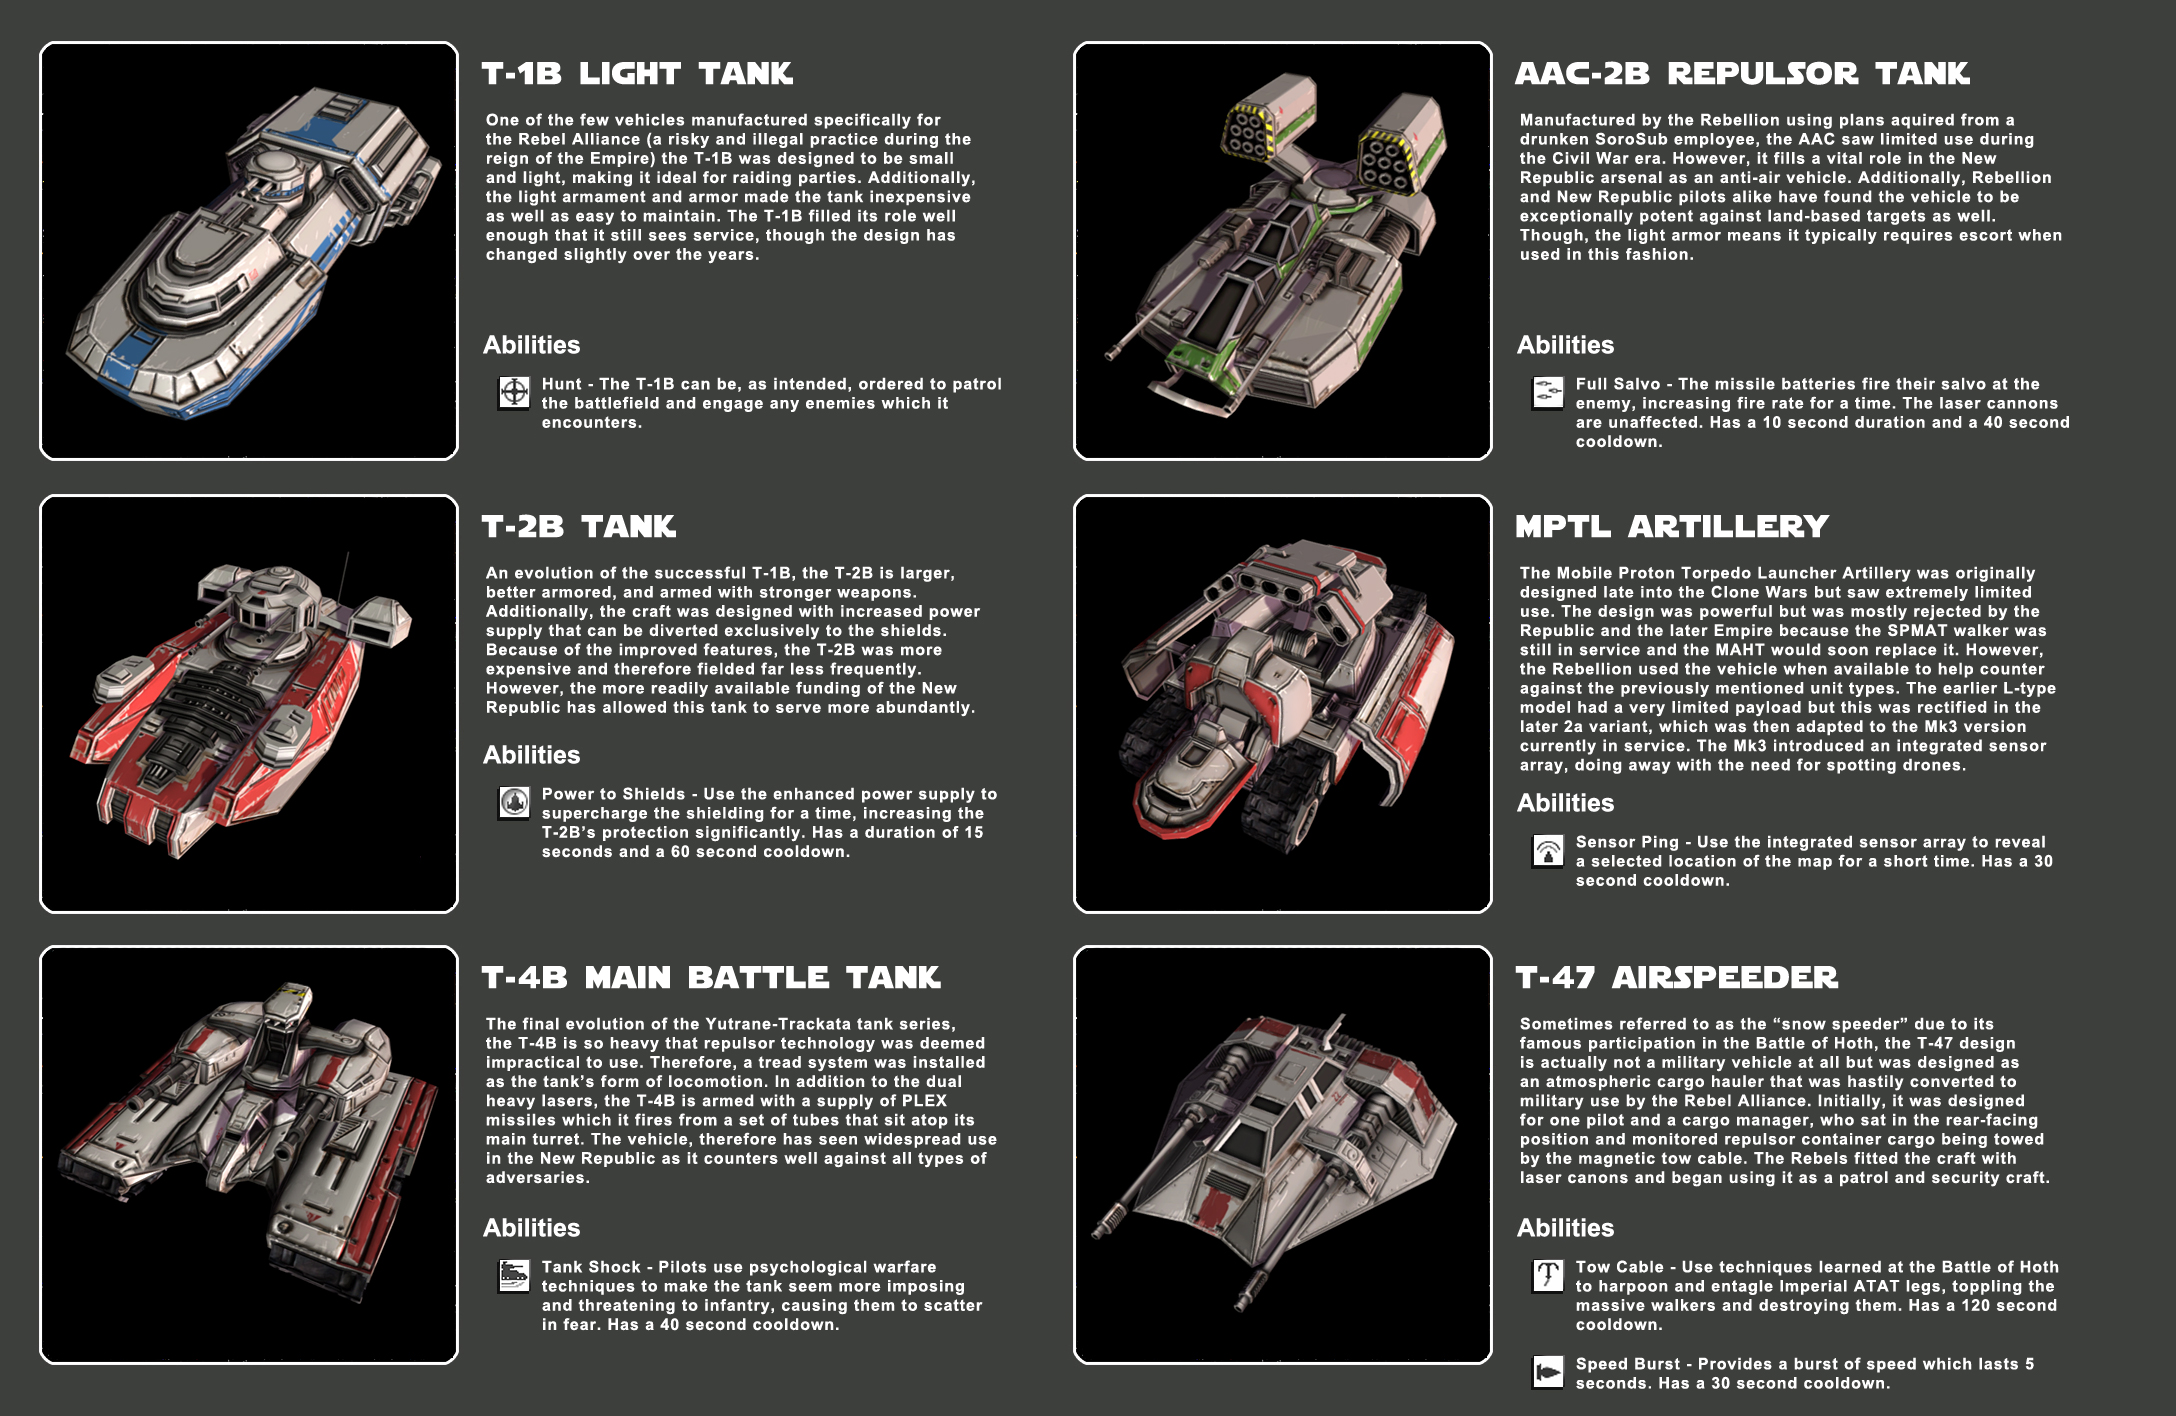 T-1B LIGHT TANK
One of the few vehicles manufactured specifically for
the Rebel Alliance (a risky and illegal practice during the
reign of the Empire) the T-1B was designed to be small
and light, making it ideal for raiding parties. Additionally,
the light armament and armor made the tank inexpensive
as well as easy to maintain. The T-1B filled its role well
enough that it still sees service, though the design has
changed slightly over the years.
Abilities
Hunt - The T-1B can be, as intended, ordered to patrol
the battlefield and engage any enemies which it
encounters.
T-2B TANK
An evolution of the successful T-1B, the T-2B is larger,
better armored, and armed with stronger weapons.
Additionally, the craft was designed with increased power
supply that can be diverted exclusively to the shields.
Because of the improved features, the T-2B was more
expensive and therefore fielded far less frequently.
However, the more readily available funding of the New
Republic has allowed this tank to serve more abundantly.
Abilities
Power to Shields - Use the enhanced power supply to
supercharge the shielding for a time, increasing the
T-2B's protection significantly. Has a duration of 15
seconds and a 60 second cooldown.
T-4B MAIN BATTLE TANK
The final evolution of the Yutrane-Trackata tank series,
the T-4B is so heavy that repulsor technology was deemed
impractical to use. Therefore, a tread system was installed
as the tank's form of locomotion. In addition to the dual
heavy lasers, the T-4B is armed with a supply of PLEX
missiles which it fires from a set of tubes that sit atop its
main turret. The vehicle, therefore has seen widespread use
in the New Republic as it counters well against all types of
adversaries.
Abilities
Tank Shock - Pilots use psychological warfare
techniques to make the tank seem more imposing
and threatening to infantry, causing them to scatter
in fear. Has a 40 second cooldown.
AAC-2B REPULSOR TANK
Manufactured by the Rebellion using plans aquired from a
drunken SoroSub employee, the AAC saw limited use during
the Civil War era. However, it fills a vital role in the New
Republic arsenal as an anti-air vehicle. Additionally, Rebellion
and New Republic pilots alike have found the vehicle to be
exceptionally potent against land-based targets as well.
Though, the light armor means it typically requires escort when
used in this fashion.
Abilities
Full Salvo - The missile batteries fire their salvo at the
enemy, increasing fire rate for a time. The laser cannons
are unaffected. Has a 10 second duration and a 40 second
cooldown.
MPTL ARTILLERY
The Mobile Proton Torpedo Launcher Artillery was originally
designed late into the Clone Wars but saw extremely limited
use. The design was powerful but was mostly rejected by the
Republic and the later Empire because the SPMAT walker was
still in service and the MAHT would soon replace it. However,
the Rebellion used the vehicle when available to help counter
against the previously mentioned unit types. The earlier L-type
model had a very limited payload but this was rectified in the
later 2a variant, which was then adapted to the Mk3 version
currently in service. The Mk3 introduced an integrated sensor
array, doing away with the need for spotting drones.
Abilities
Sensor Ping - Use the integrated sensor array to reveal
a selected location of the map for a short time. Has a 30
second cooldown.
T-47 AIRSPEEDER
Sometimes referred to as the “snow speeder” due to its
famous participation in the Battle of Hoth, the T-47 design
is actually not a military vehicle at all but was designed as
an atmospheric cargo hauler that was hastily converted to
military use by the Rebel Alliance. Initially, it was designed
for one pilot and a cargo manager, who sat in the rear-facing
position and monitored repulsor container cargo being towed
by the magnetic tow cable. The Rebels fitted the craft with
laser canons and began using it as a patrol and security craft.
Abilities
Tow Cable - Use techniques learned at the Battle of Hoth
to harpoon and entagle Imperial ATAT legs, toppling the
massive walkers and destroying them. Has a 120 second
cooldown.
Speed Burst - Provides a burst of speed which lasts 5
seconds. Has a 30 second cooldown.